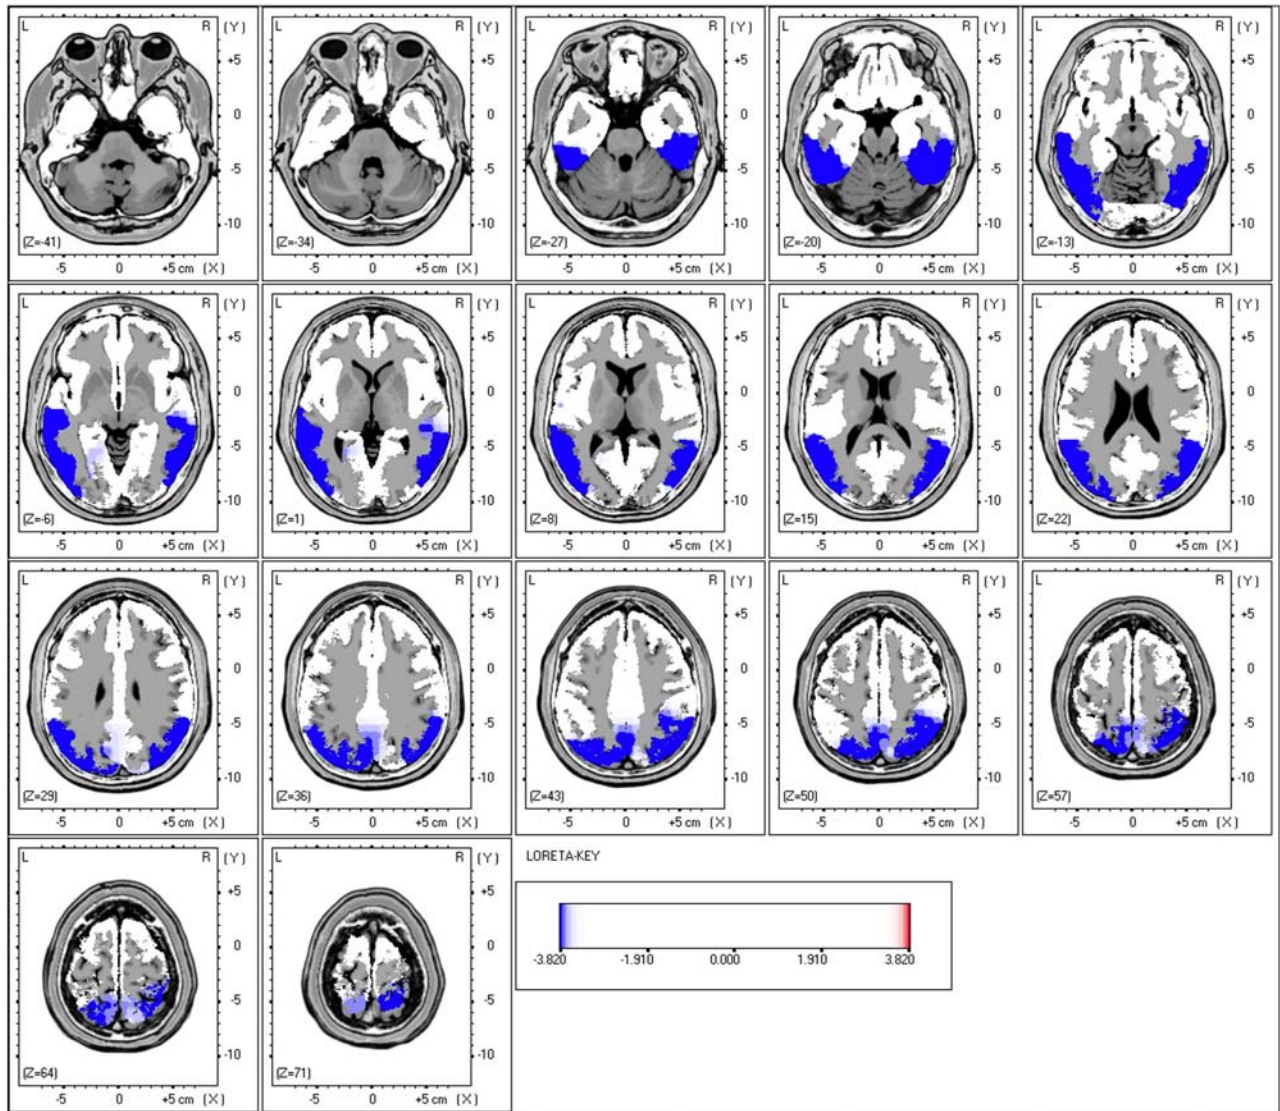 L R (Y)
+5
0
-5
-10
(Z=-41)
-5 0 +5 cm (X)
L R (Y)
+5
0
-5
-10
(Z=-34)
-5 0 +5 cm (X)
L R (Y)
+5
0
-5
-10
(Z=-27)
-5 0 +5 cm (X)
L R (Y)
+5
0
-5
-10
(Z=-20)
-5 0 +5 cm (X)
L R (Y)
+5
0
-5
-10
(Z=-13)
-5 0 +5 cm (X)
L R (Y)
+5
0
-5
-10
(Z=-6)
-5 0 +5 cm (X)
L R (Y)
+5
0
-5
-10
(Z=1)
-5 0 +5 cm (X)
L R (Y)
+5
0
-5
-10
(Z=8)
-5 0 +5 cm (X)
L R (Y)
+5
0
-5
-10
(Z=15)
-5 0 +5 cm (X)
L R (Y)
+5
0
-5
-10
(Z=22)
-5 0 +5 cm (X)
L R (Y)
+5
0
-5
-10
(Z=29)
-5 0 +5 cm (X)
L R (Y)
+5
0
-5
-10
(Z=36)
-5 0 +5 cm (X)
L R (Y)
+5
0
-5
-10
(Z=43)
-5 0 +5 cm (X)
L R (Y)
+5
0
-5
-10
(Z=50)
-5 0 +5 cm (X)
L R (Y)
+5
0
-5
-10
(Z=57)
-5 0 +5 cm (X)
L R (Y)
+5
0
-5
-10
(Z=64)
-5 0 +5 cm (X)
L R (Y)
+5
0
-5
-10
(Z=71)
-5 0 +5 cm (X)
LORETA-KEY
-3.820 -1.910 0.000 1.910 3.820